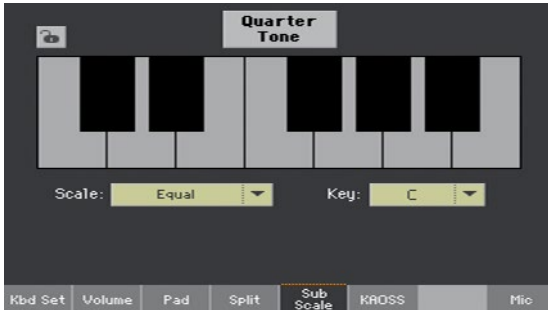 Quarter
Tone
Scale: Equal Key: C
Kbd Set Volume Pad Split Sub Scale KAOSS Mic